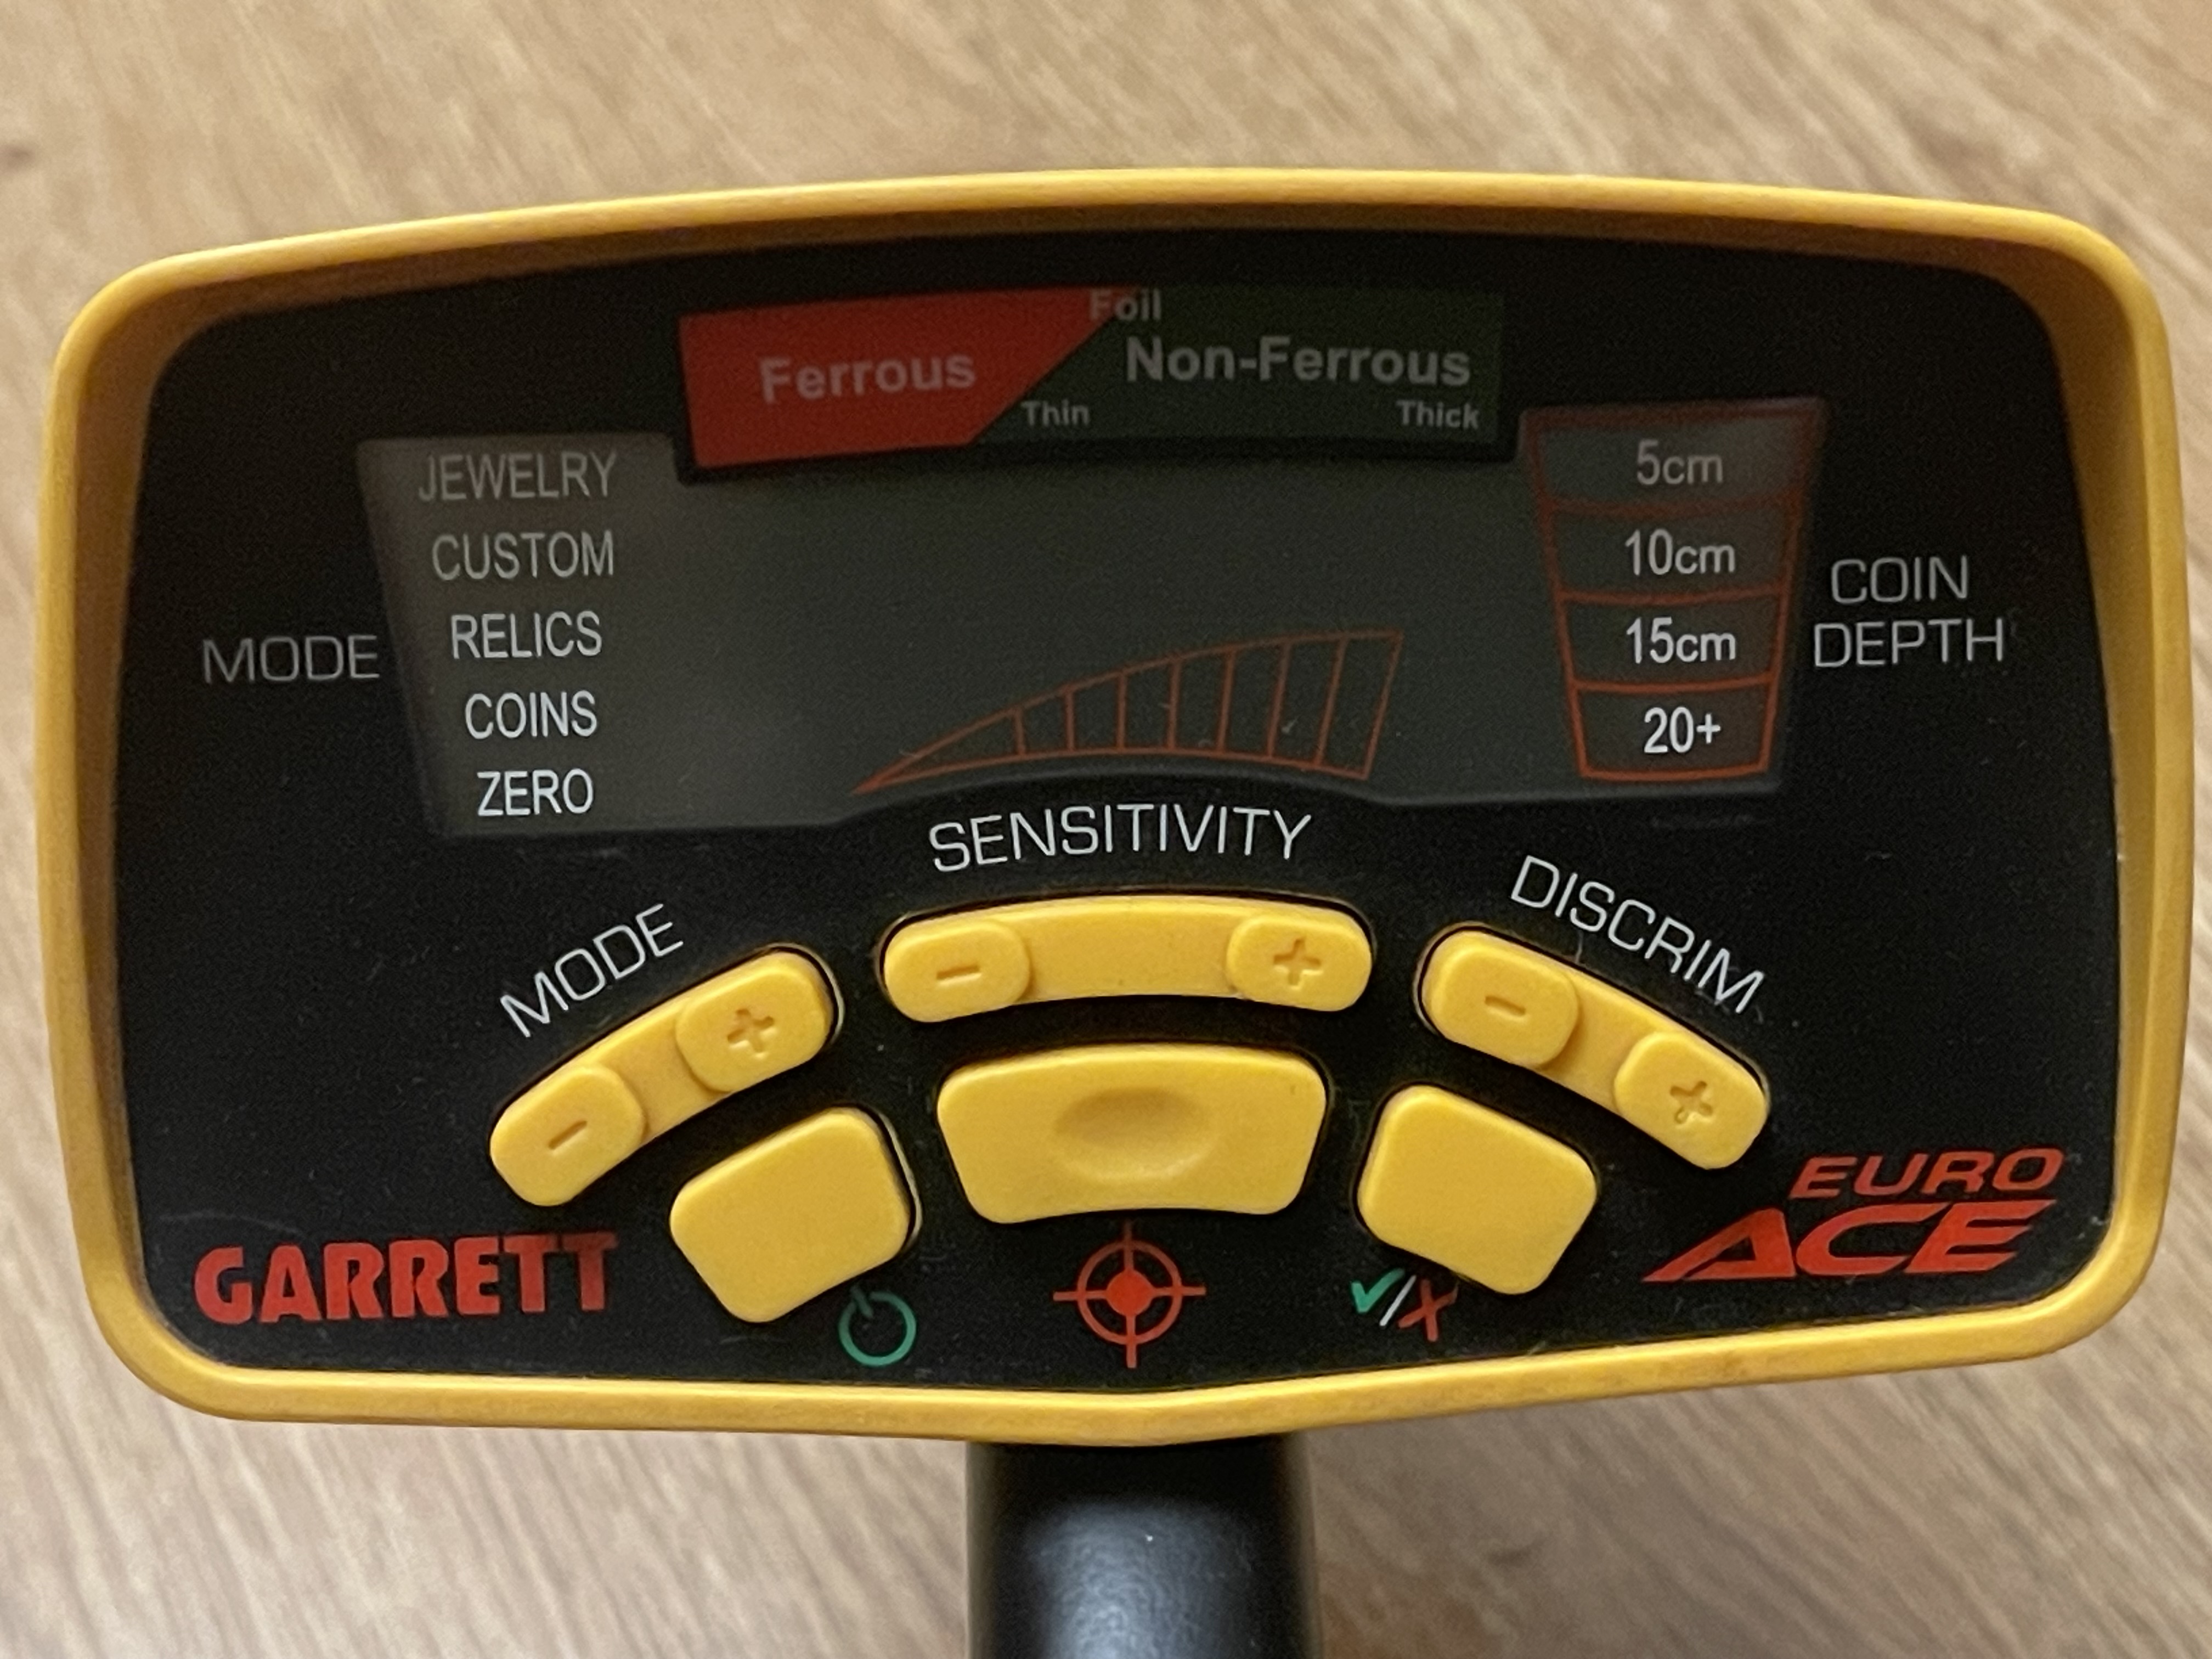 Foil
Ferrous Non-Ferrous
Thin Thick
JEWELRY
CUSTOM
RELICS
COINS
ZERO
MODE
5cm
10cm
15cm
20+
COIN
DEPTH
SENSITIVITY
MODE
DISCRIM
- +
- +
- +
GARRETT
✓/X
EURO
ACE